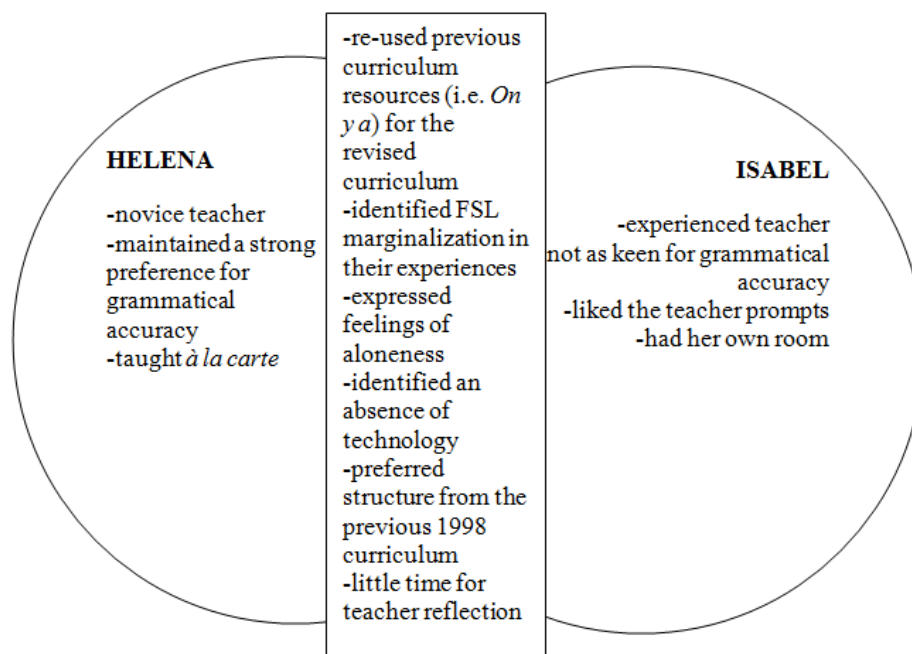 HELENA
-novice teacher
-maintained a strong
preference for
grammatical
accuracy
-taught à la carte
-re-used previous
curriculum
resources (i.e. On
y a) for the
revised
curriculum
-identified FSL
marginalization in
their experiences
-expressed
feelings of
aloneness
-identified an
absence of
technology
-preferred
structure from the
previous 1998
curriculum
-little time for
teacher reflection
ISABEL
-experienced teacher
not as keen for grammatical
accuracy
-liked the teacher prompts
-had her own room